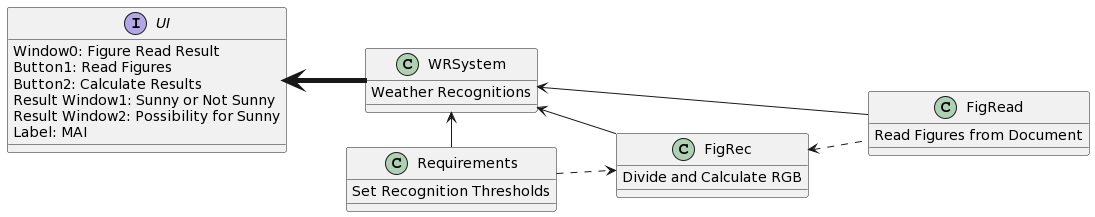 I UI
Window0: Figure Read Result
Button1: Read Figures
Button2: Calculate Results
Result Window1: Sunny or Not Sunny
Result Window2: Possibility for Sunny
Label: MAI
C WRSystem
Weather Recognitions
C Requirements
Set Recognition Thresholds
C FigRec
Divide and Calculate RGB
C FigRead
Read Figures from Document